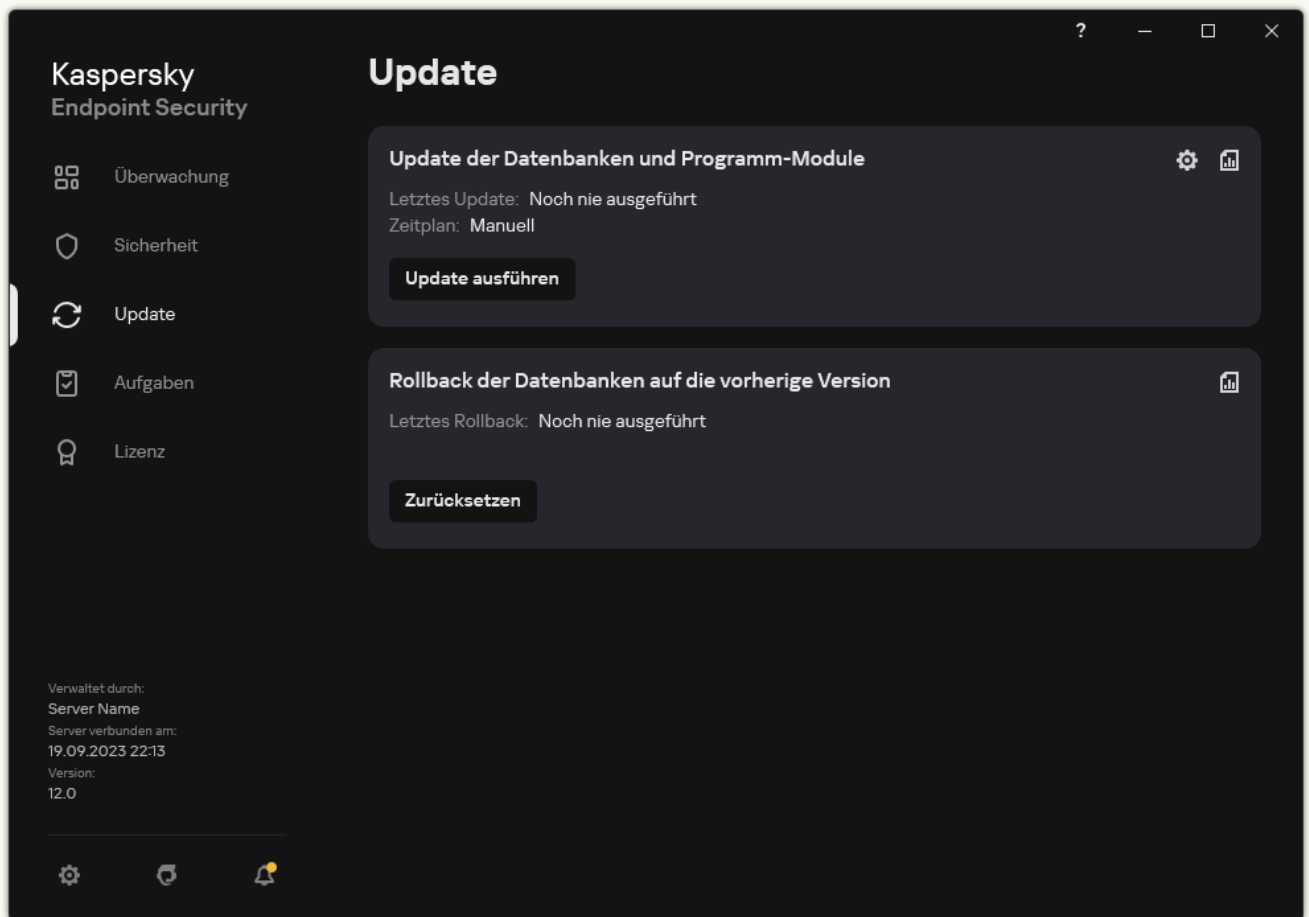 ?
Kaspersky
Endpoint Security
Überwachung
Sicherheit
Update
Aufgaben
Lizenz
Verwaltet durch:
Server Name
Server verbunden am:
19.09.2023 22:13
Version:
12.0
Update
Update der Datenbanken und Programm-Module
Letztes Update: Noch nie ausgeführt
Zeitplan: Manuell
Update ausführen
Rollback der Datenbanken auf die vorherige Version
Letztes Rollback: Noch nie ausgeführt
Zurücksetzen